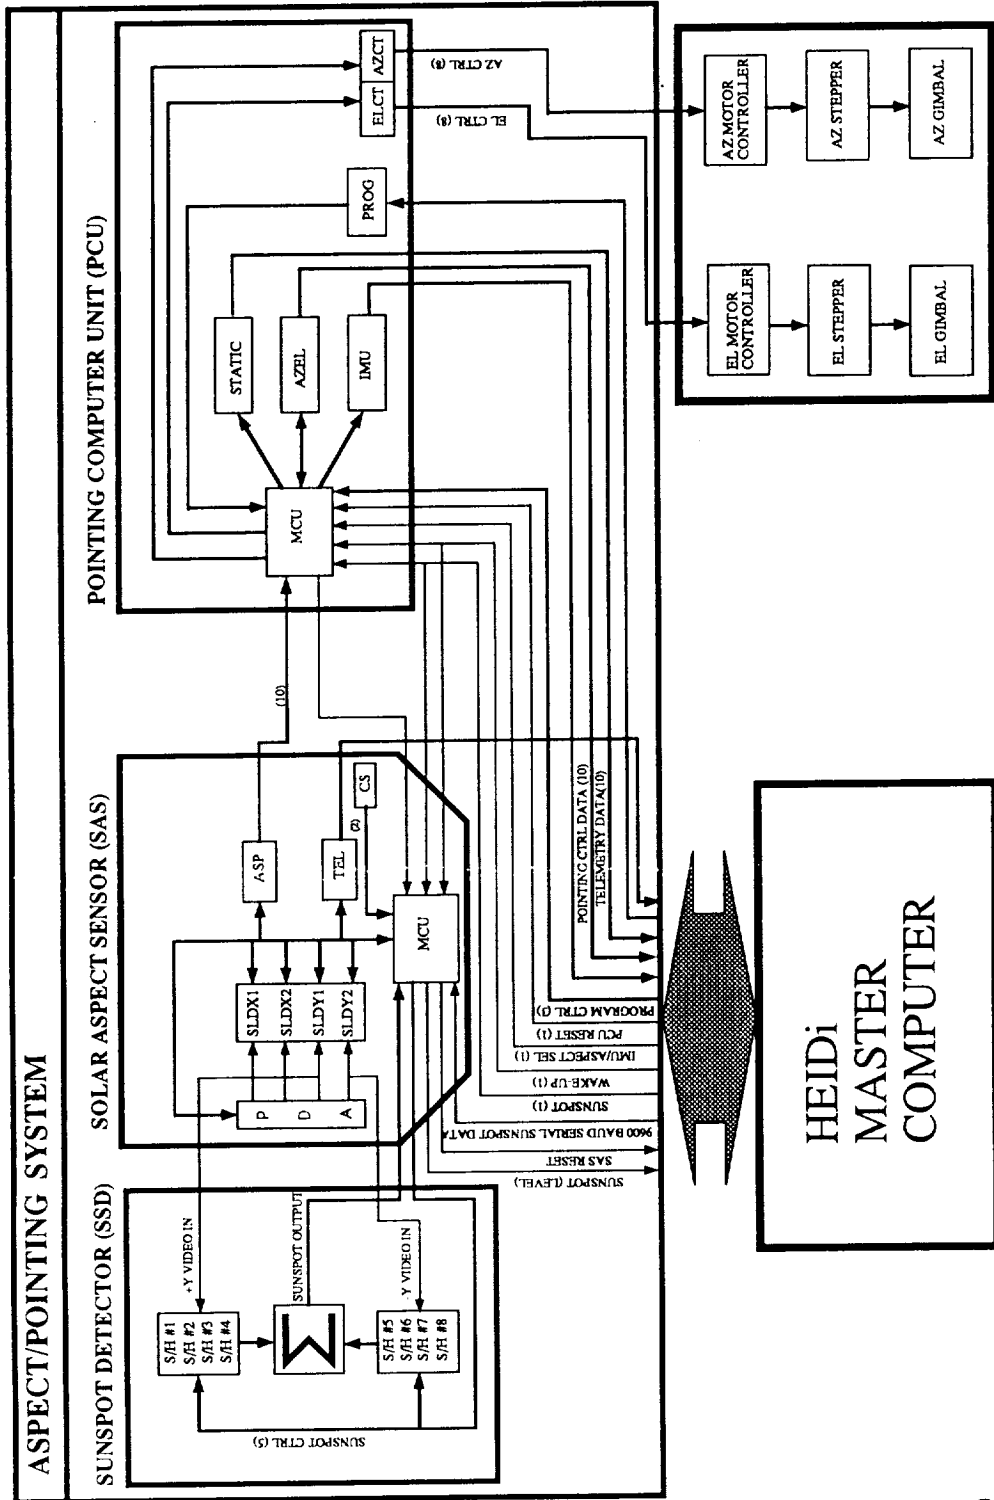 ASPECT/POINTING SYSTEM
SUNSPOT DETECTOR (SSD)
SUNSPOT CTRL (5)
S/H #1
S/H #2
S/H #3
S/H #4
S/H #5
S/H #6
S/H #7
S/H #8
Σ
+Y VIDEO IN
SUNSPOT OUTPUT
-Y VIDEO IN
SOLAR ASPECT SENSOR (SAS)
P
D
A
SLDX1
SLDX2
SLDY1
SLDY2
ASP
TEL
CS
(2)
MCU
(10)
POINTING COMPUTER UNIT (PCU)
MCU
STATIC
AZEL
IMU
PROG
ELCT
AZCT
EL CTRL (8)
AZ CTRL (8)
SUNSPOT (LEVEL)
SAS RESET
9600 BAUD SERIAL SUNSPOT DATA
SUNSPOT (1)
WAKE-UP (1)
IMU/ASPECT SEL (1)
PCU RESET (1)
PROGRAM CTRL (3)
POINTING CTRL DATA (10)
TELEMETRY DATA(10)
EL MOTOR
CONTROLLER
EL STEPPER
EL GIMBAL
AZ MOTOR
CONTROLLER
AZ STEPPER
AZ GIMBAL
HEIDi
MASTER
COMPUTER